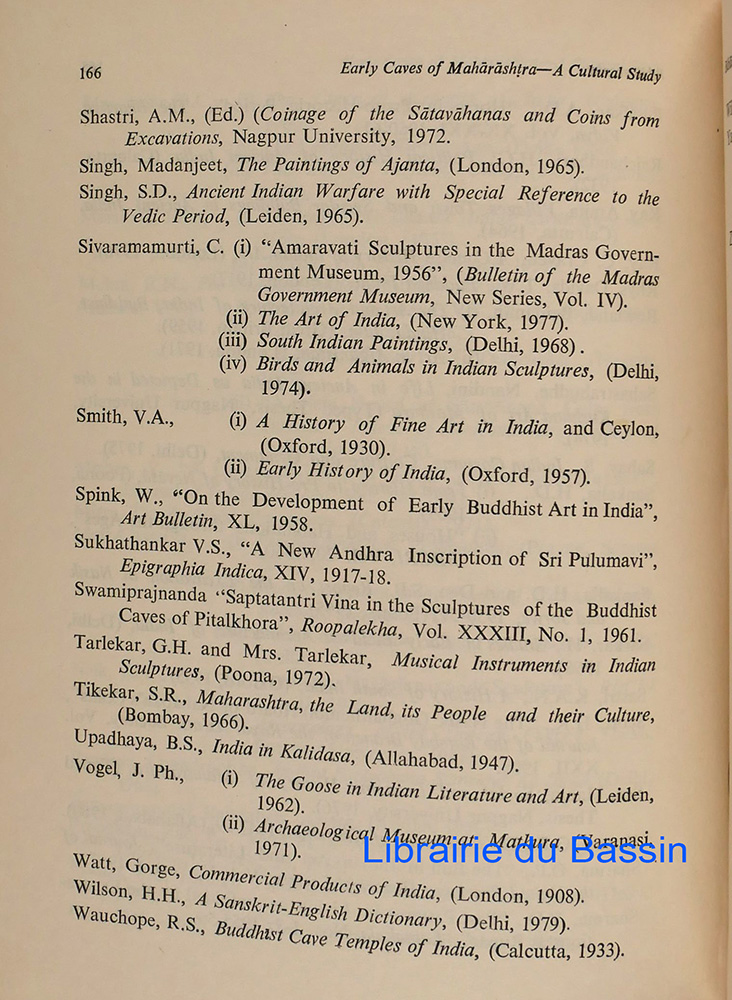 166 Early Caves of Mahārāshṭra—A Cultural Study
Shastri, A.M., (Ed.) (Coinage of the Sātavāhanas and Coins from
Excavations, Nagpur University, 1972.
Singh, Madanjeet, The Paintings of Ajanta, (London, 1965).
Singh, S.D., Ancient Indian Warfare with Special Reference to the
Vedic Period, (Leiden, 1965).
Sivaramamurti, C. (i) “Amaravati Sculptures in the Madras Govern-
ment Museum, 1956”, (Bulletin of the Madras
Government Museum, New Series, Vol. IV).
(ii) The Art of India, (New York, 1977).
(iii) South Indian Paintings, (Delhi, 1968).
(iv) Birds and Animals in Indian Sculptures, (Delhi,
1974).
Smith, V.A., (i) A History of Fine Art in India, and Ceylon,
(Oxford, 1930).
(ii) Early History of India, (Oxford, 1957).
Spink, W., “On the Development of Early Buddhist Art in India”,
Art Bulletin, XL, 1958.
Sukhathankar V.S., “A New Andhra Inscription of Sri Pulumavi”,
Epigraphia Indica, XIV, 1917-18.
Swamiprajnanda “Saptatantri Vina in the Sculptures of the Buddhist
Caves of Pitalkhora”, Roopalekha, Vol. XXXIII, No. 1, 1961.
Tarlekar, G.H. and Mrs. Tarlekar, Musical Instruments in Indian
Sculptures, (Poona, 1972).
Tikekar, S.R., Maharashtra, the Land, its People and their Culture,
(Bombay, 1966).
Upadhaya, B.S., India in Kalidasa, (Allahabad, 1947).
Vogel, J. Ph., (i) The Goose in Indian Literature and Art, (Leiden,
1962).
(ii) Archaeological Museum at Mathura, (Varanasi,
1971).
Librairie du Bassin
Watt, Gorge, Commercial Products of India, (London, 1908).
Wilson, H.H., A Sanskrit-English Dictionary, (Delhi, 1979).
Wauchope, R.S., Buddhist Cave Temples of India, (Calcutta, 1933).